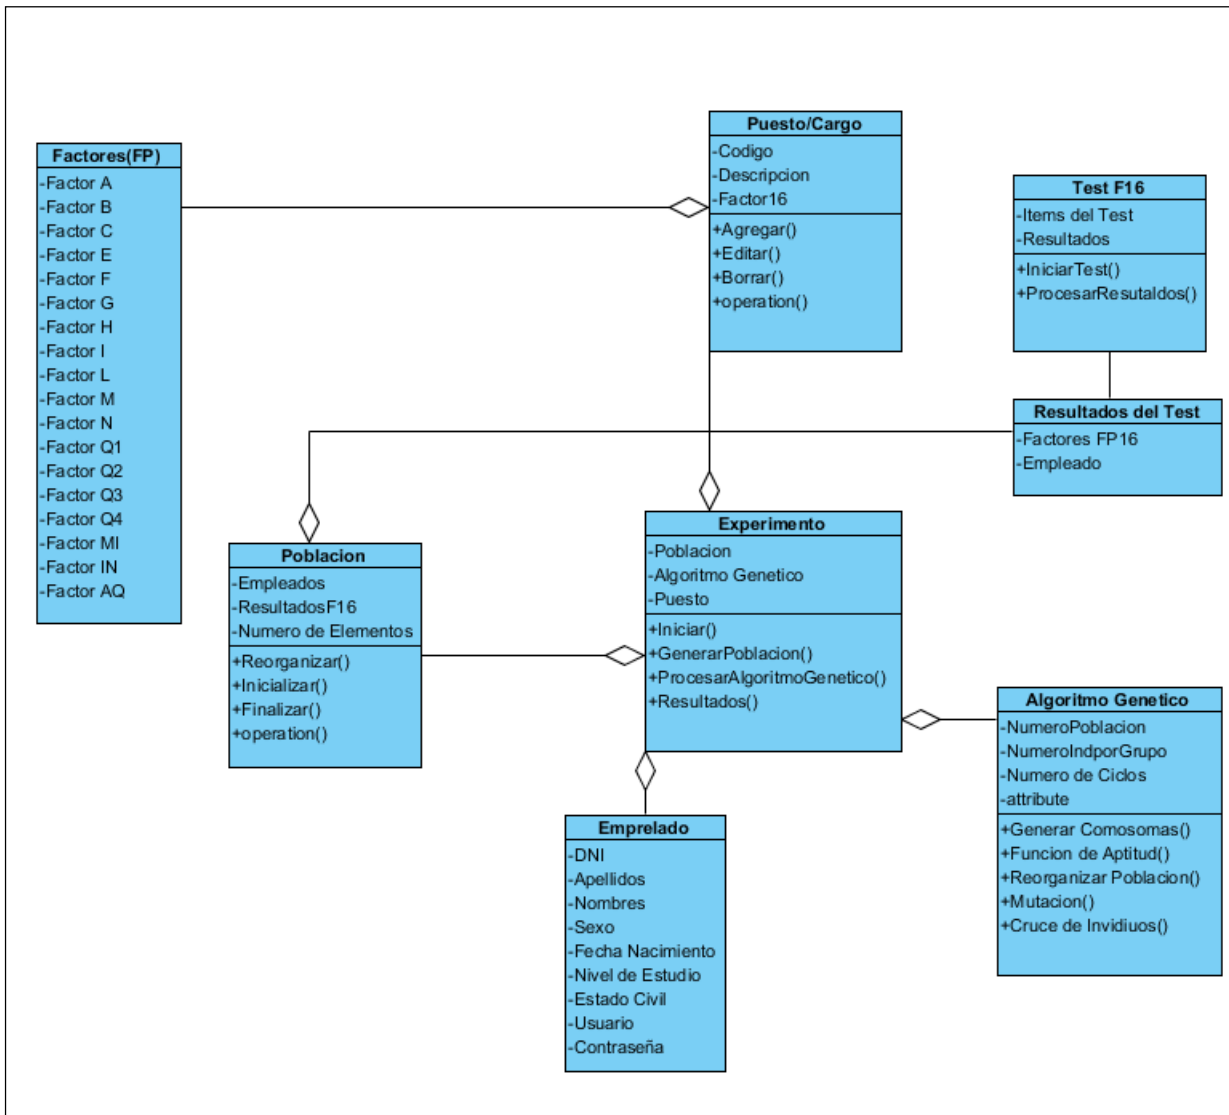 Factores(FP)
-Factor A
-Factor B
-Factor C
-Factor E
-Factor F
-Factor G
-Factor H
-Factor I
-Factor L
-Factor M
-Factor N
-Factor Q1
-Factor Q2
-Factor Q3
-Factor Q4
-Factor MI
-Factor IN
-Factor AQ
Puesto/Cargo
-Codigo
-Descripcion
-Factor16
+Agregar()
+Editar()
+Borrar()
+operation()
Test F16
-Items del Test
-Resultados
+IniciarTest()
+ProcesarResutaldos()
Resultados del Test
-Factores FP16
-Empleado
Poblacion
-Empleados
-ResultadosF16
-Numero de Elementos
+Reorganizar()
+Inicializar()
+Finalizar()
+operation()
Experimento
-Poblacion
-Algoritmo Genetico
-Puesto
+Iniciar()
+GenerarPoblacion()
+ProcesarAlgoritmoGenetico()
+Resultados()
Algoritmo Genetico
-NumeroPoblacion
-NumeroIndporGrupo
-Numero de Ciclos
-attribute
+Generar Comosomas()
+Funcion de Aptitud()
+Reorganizar Poblacion()
+Mutacion()
+Cruce de Invidiuos()
Emprelado
-DNI
-Apellidos
-Nombres
-Sexo
-Fecha Nacimiento
-Nivel de Estudio
-Estado Civil
-Usuario
-Contraseña